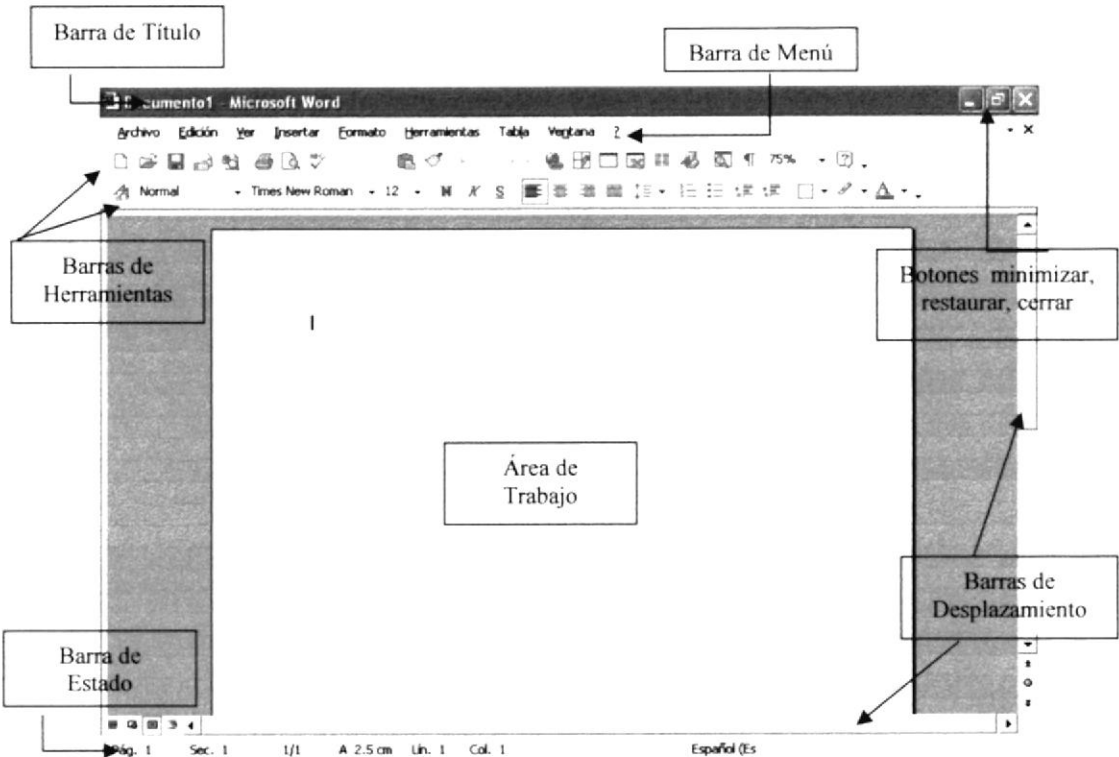 Barra de Título
Barra de Menú
Documento1 - Microsoft Word
Archivo Edición Ver Insertar Formato Herramientas Tabla Ventana ?
75%
Normal Times New Roman 12 N K S
Barras de
Herramientas
Botones minimizar,
restaurar, cerrar
Área de
Trabajo
Barras de
Desplazamiento
Barra de
Estado
Pág. 1 Sec. 1 1/1 A 2.5 cm Lín. 1 Col. 1 Español (Es